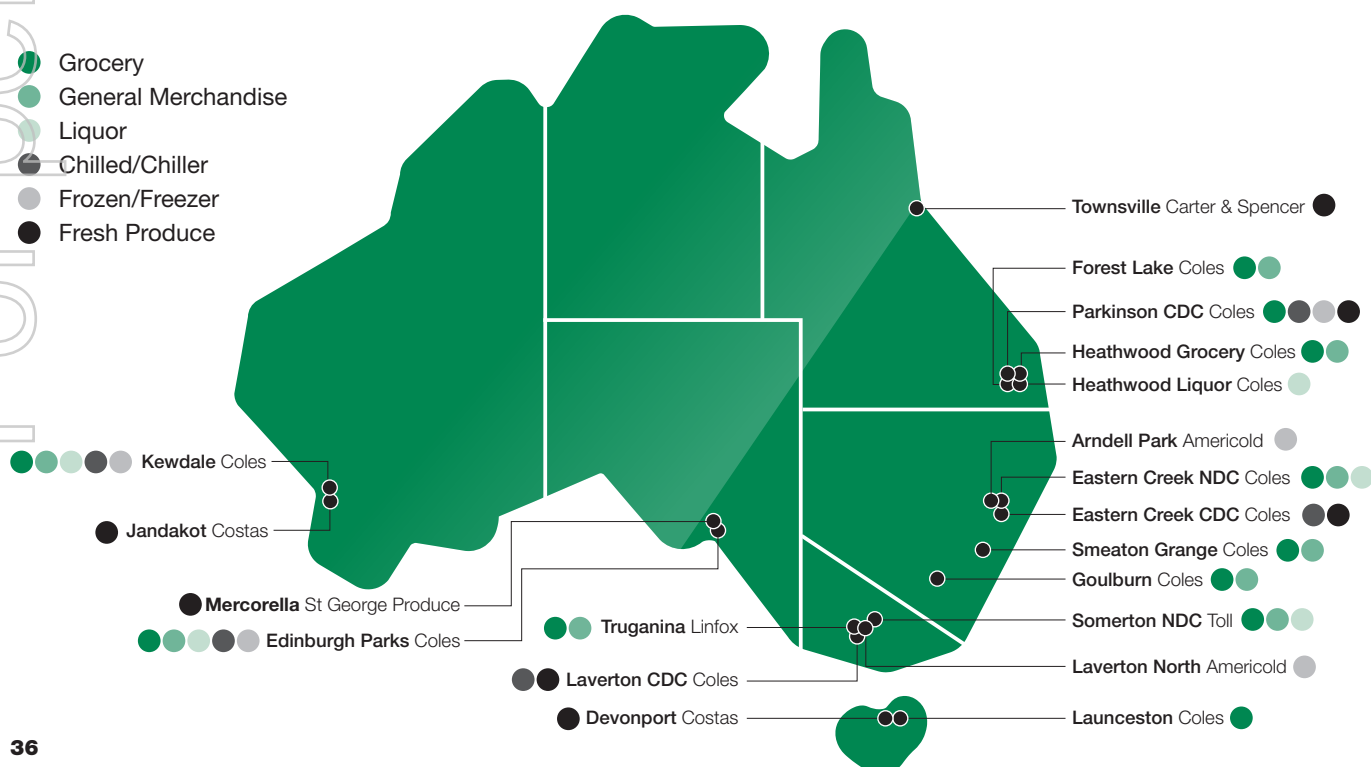 Grocery
General Merchandise
Liquor
Chilled/Chiller
Frozen/Freezer
Fresh Produce
Townsville Carter & Spencer
Forest Lake Coles
Parkinson CDC Coles
Heathwood Grocery Coles
Heathwood Liquor Coles
Arndell Park Americold
Eastern Creek NDC Coles
Eastern Creek CDC Coles
Smeaton Grange Coles
Goulburn Coles
Somerton NDC Toll
Laverton North Americold
Launceston Coles
Kewdale Coles
Jandakot Costas
Mercorella St George Produce
Edinburgh Parks Coles
Truganina Linfox
Laverton CDC Coles
Devonport Costas
36